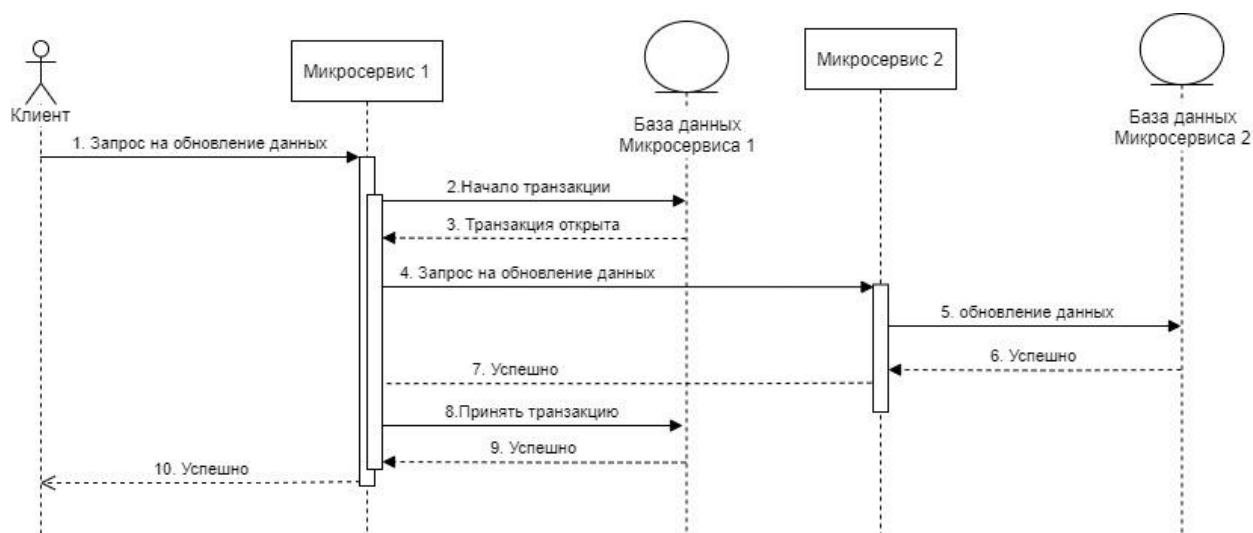 Клиент
Микросервис 1
База данных
Микросервиса 1
Микросервис 2
База данных
Микросервиса 2
1. Запрос на обновление данных
2.Начало транзакции
3. Транзакция открыта
4. Запрос на обновление данных
5. обновление данных
6. Успешно
7. Успешно
8.Принять транзакцию
9. Успешно
10. Успешно